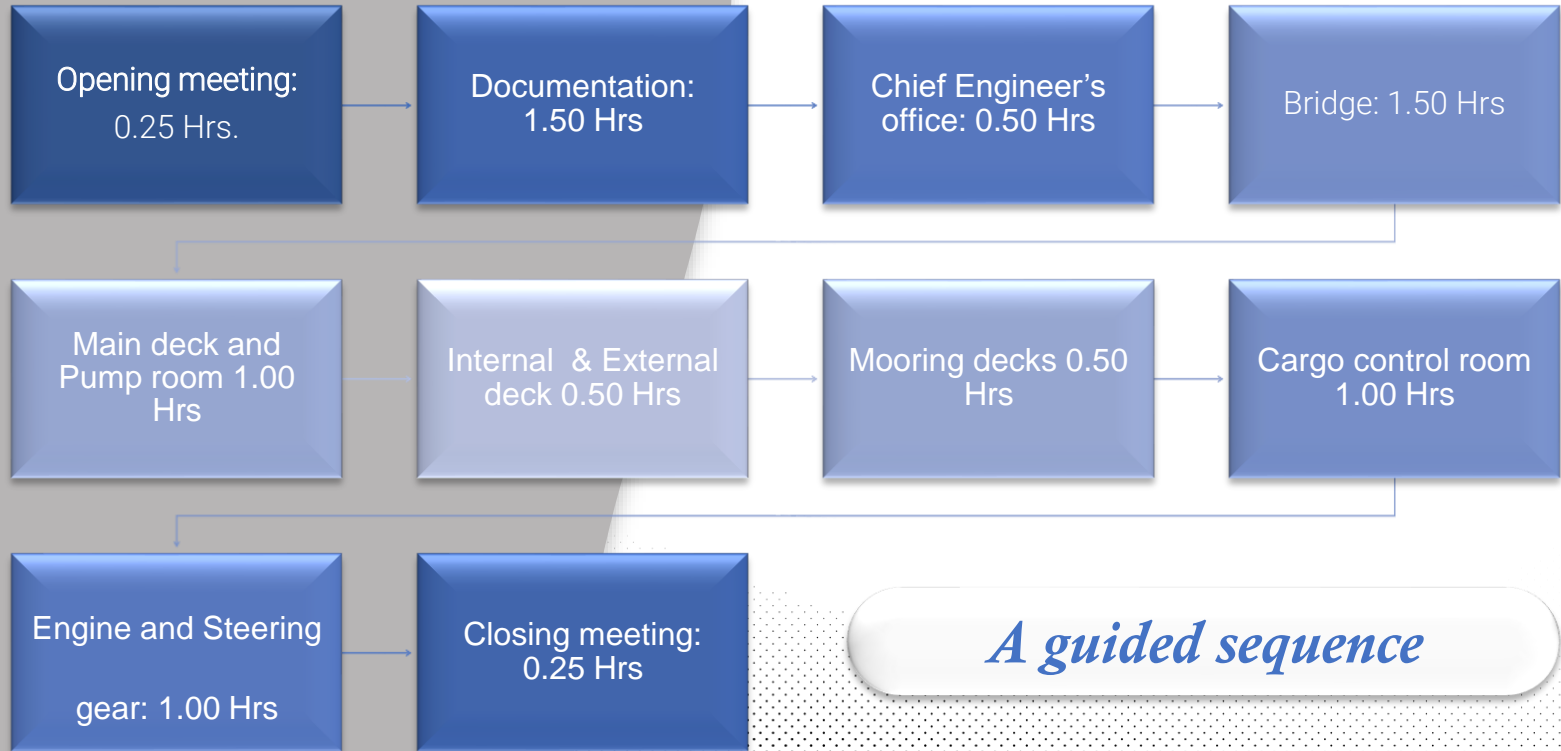 Opening meeting:
0.25 Hrs.
Documentation:
1.50 Hrs
Chief Engineer’s
office: 0.50 Hrs
Bridge: 1.50 Hrs
Main deck and
Pump room 1.00
Hrs
Internal & External
deck 0.50 Hrs
Mooring decks 0.50
Hrs
Cargo control room
1.00 Hrs
Engine and Steering
gear: 1.00 Hrs
Closing meeting:
0.25 Hrs
A guided sequence